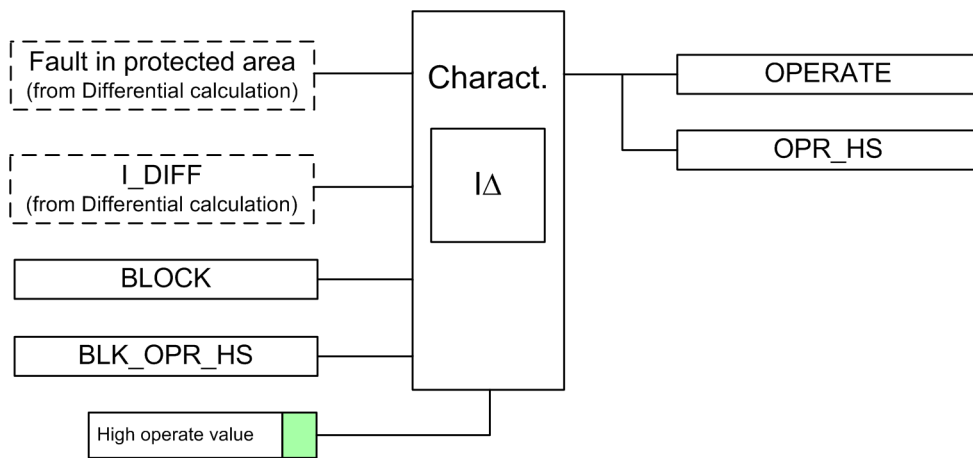 Fault in protected area
(from Differential calculation)
I_DIFF
(from Differential calculation)
BLOCK
BLK_OPR_HS
High operate value
Charact.
IΔ
OPERATE
OPR_HS